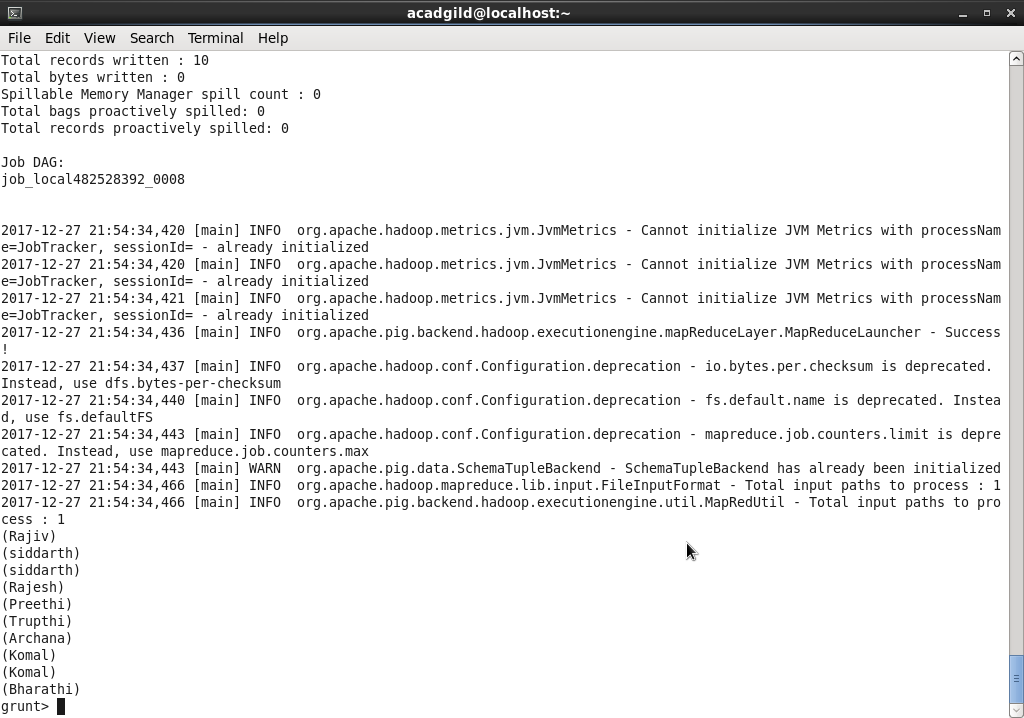 acadgild@localhost:~
File Edit View Search Terminal Help
Total records written : 10
Total bytes written : 0
Spillable Memory Manager spill count : 0
Total bags proactively spilled: 0
Total records proactively spilled: 0
Job DAG:
job_local482528392_0008
2017-12-27 21:54:34,420 [main] INFO  org.apache.hadoop.metrics.jvm.JvmMetrics - Cannot initialize JVM Metrics with processNam
e=JobTracker, sessionId= - already initialized
2017-12-27 21:54:34,420 [main] INFO  org.apache.hadoop.metrics.jvm.JvmMetrics - Cannot initialize JVM Metrics with processNam
e=JobTracker, sessionId= - already initialized
2017-12-27 21:54:34,421 [main] INFO  org.apache.hadoop.metrics.jvm.JvmMetrics - Cannot initialize JVM Metrics with processNam
e=JobTracker, sessionId= - already initialized
2017-12-27 21:54:34,436 [main] INFO  org.apache.pig.backend.hadoop.executionengine.mapReduceLayer.MapReduceLauncher - Success
!
2017-12-27 21:54:34,437 [main] INFO  org.apache.hadoop.conf.Configuration.deprecation - io.bytes.per.checksum is deprecated.
Instead, use dfs.bytes-per-checksum
2017-12-27 21:54:34,440 [main] INFO  org.apache.hadoop.conf.Configuration.deprecation - fs.default.name is deprecated. Instea
d, use fs.defaultFS
2017-12-27 21:54:34,443 [main] INFO  org.apache.hadoop.conf.Configuration.deprecation - mapreduce.job.counters.limit is depre
cated. Instead, use mapreduce.job.counters.max
2017-12-27 21:54:34,443 [main] WARN  org.apache.pig.data.SchemaTupleBackend - SchemaTupleBackend has already been initialized
2017-12-27 21:54:34,466 [main] INFO  org.apache.hadoop.mapreduce.lib.input.FileInputFormat - Total input paths to process : 1
2017-12-27 21:54:34,466 [main] INFO  org.apache.pig.backend.hadoop.executionengine.util.MapRedUtil - Total input paths to pro
cess : 1
(Rajiv)
(siddarth)
(siddarth)
(Rajesh)
(Preethi)
(Trupthi)
(Archana)
(Komal)
(Komal)
(Bharathi)
grunt>